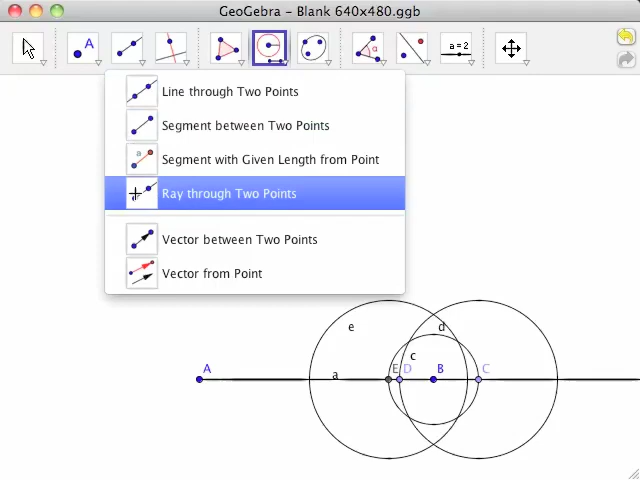 GeoGebra - Blank 640x480.ggb
A
a = 2
Line through Two Points
Segment between Two Points
a
Segment with Given Length from Point
Ray through Two Points
Vector between Two Points
Vector from Point
e
d
c
A
a
E
D
B
C